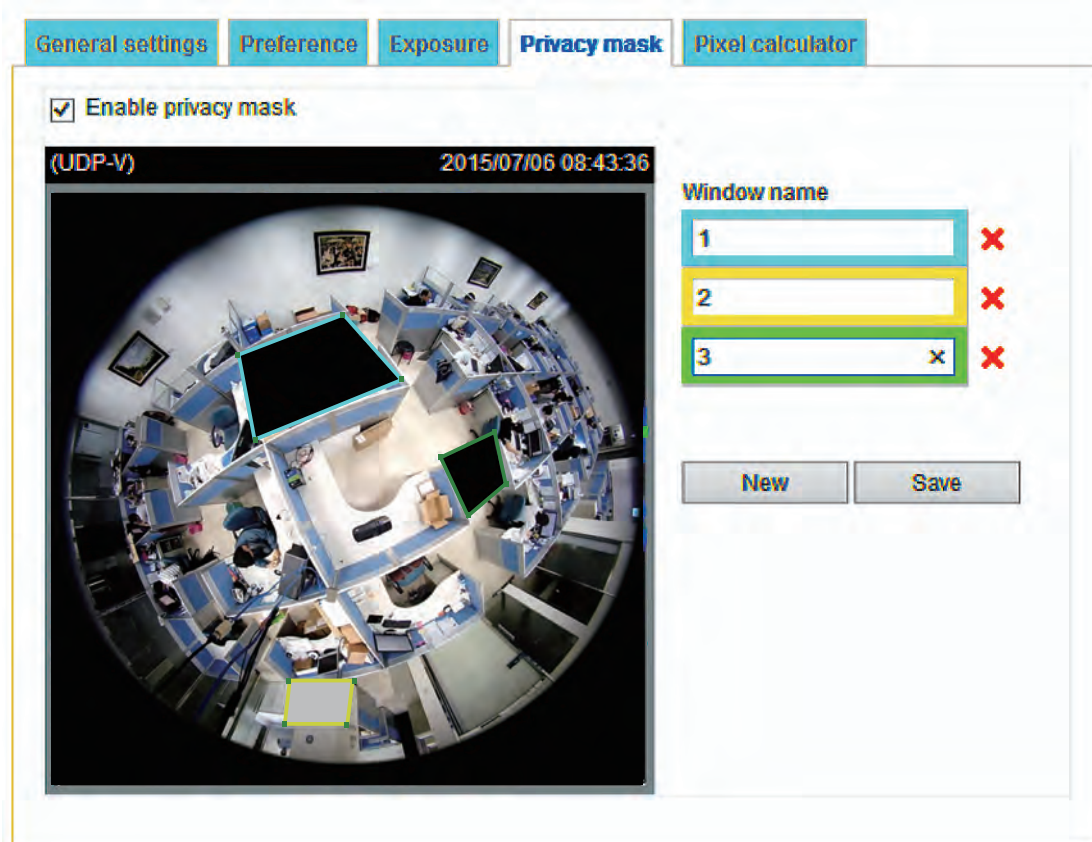 General settings Preference Exposure Privacy mask Pixel calculator
Enable privacy mask
(UDP-V) 2015/07/06 08:43:36
Window name
1
2
3
New Save